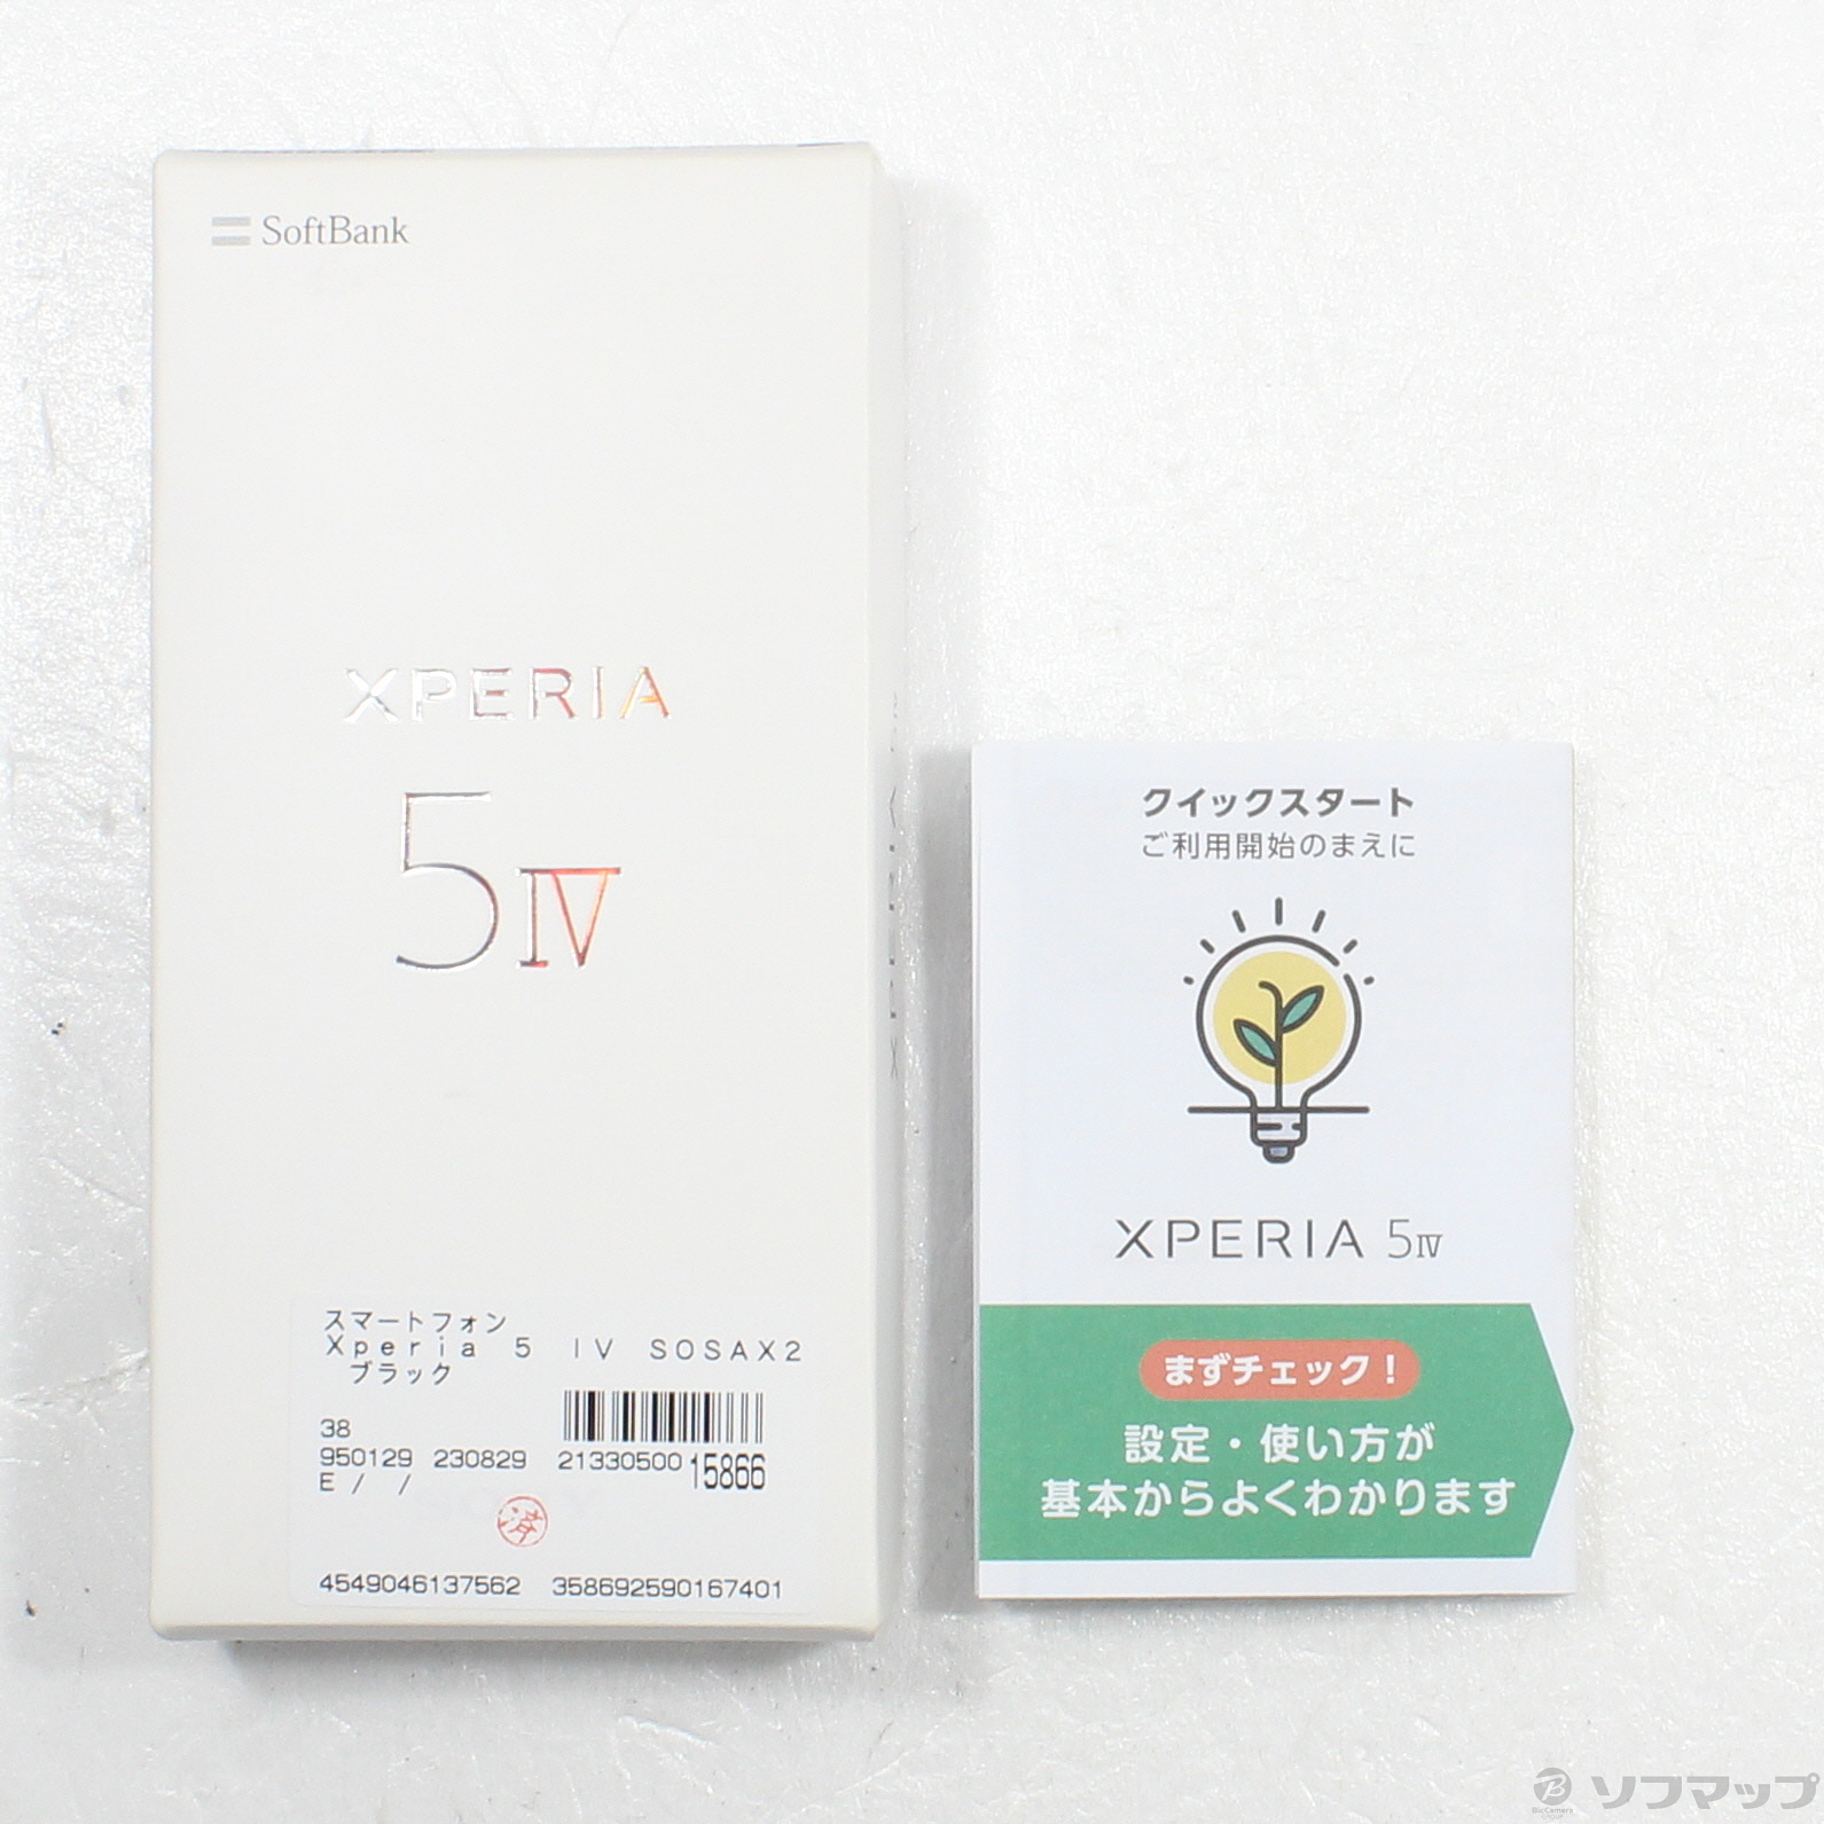 SoftBank
XPERIA
5IV
スマートフォン
Xperia 5 IV SOSAX2
ブラック
38
950129 230829 21330500 15866
E / /
済
4549046137562 358692590167401
クイックスタート
ご利用開始のまえに
XPERIA 5IV
まずチェック！
設定・使い方が
基本からよくわかります
BicCamera
GROUP
ソフマップ